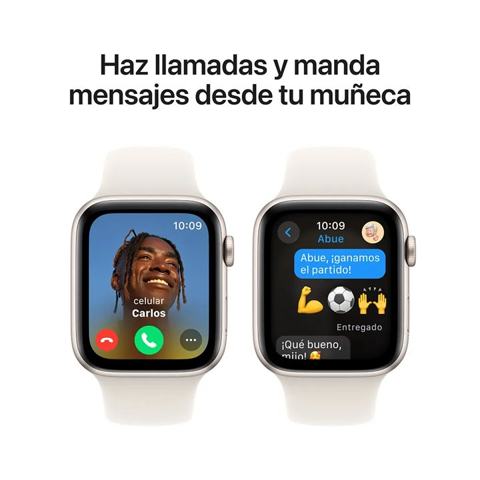 Haz llamadas y manda
mensajes desde tu muñeca
10:09
celular
Carlos
10:09
Abue
Abue, ¡ganamos
el partido!
💪⚽🙌
Entregado
¡Qué bueno,
mijo! 🥰